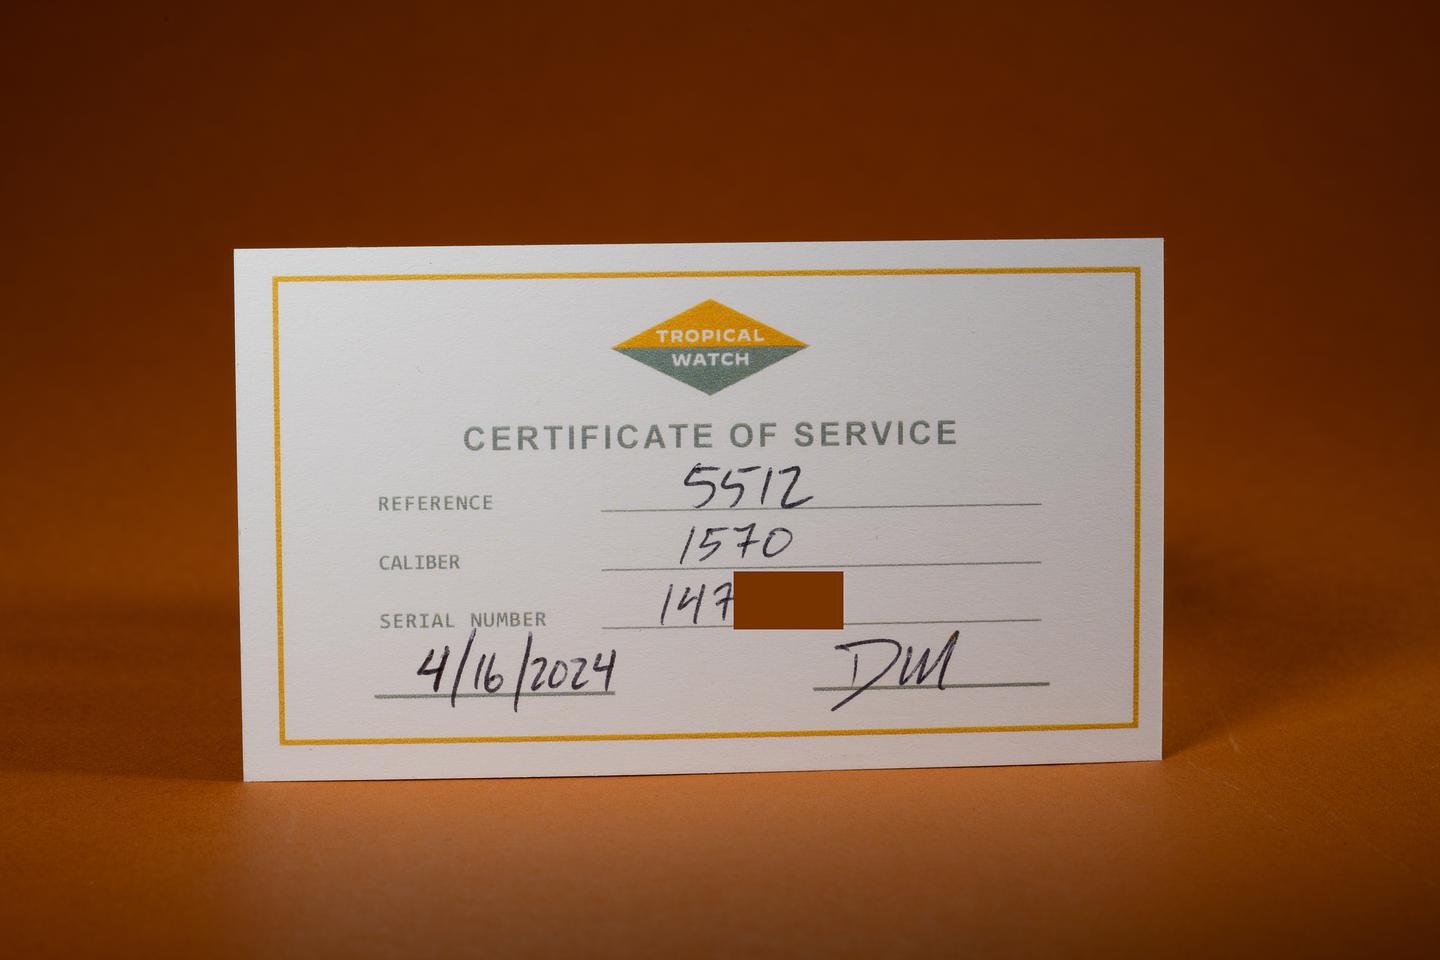 TROPICAL
WATCH
CERTIFICATE OF SERVICE
REFERENCE 5512
CALIBER 1570
SERIAL NUMBER 147
4/16/2024 DM